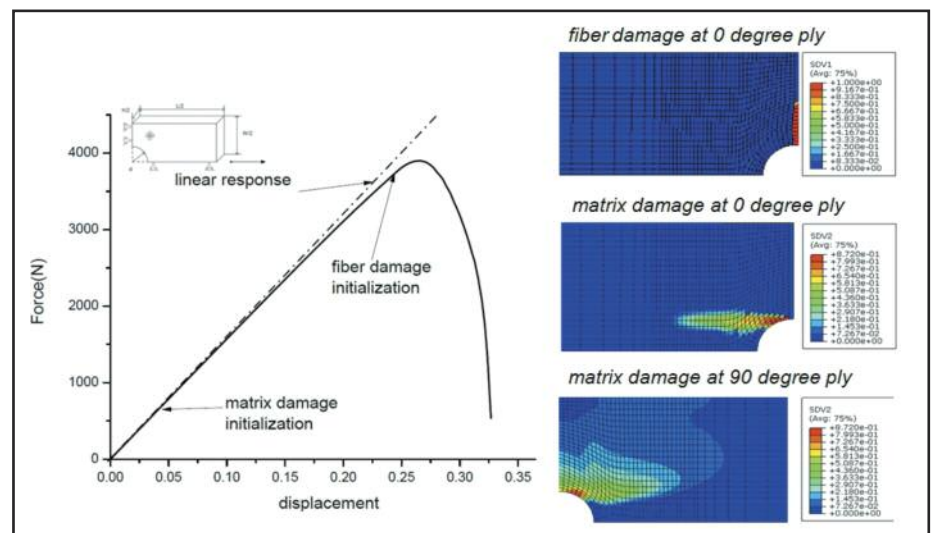 fiber damage at 0 degree ply
SDV1
(Avg: 75%)
+1.000e+00
+9.167e-01
+8.333e-01
+7.500e-01
+6.667e-01
+5.833e-01
+5.000e-01
+4.167e-01
+3.333e-01
+2.500e-01
+1.667e-01
+8.333e-02
+0.000e+00
matrix damage at 0 degree ply
SDV2
(Avg: 75%)
+8.720e-01
+7.993e-01
+7.267e-01
+6.540e-01
+5.813e-01
+5.087e-01
+4.360e-01
+3.633e-01
+2.907e-01
+2.180e-01
+1.453e-01
+7.267e-02
+0.000e+00
matrix damage at 90 degree ply
SDV2
(Avg: 75%)
+8.720e-01
+7.993e-01
+7.267e-01
+6.540e-01
+5.813e-01
+5.087e-01
+4.360e-01
+3.633e-01
+2.907e-01
+2.180e-01
+1.453e-01
+7.267e-02
+0.000e+00
Force(N)
4000
3000
2000
1000
0
linear response
fiber damage
initialization
matrix damage
initialization
0.00
0.05
0.10
0.15
0.20
0.25
0.30
0.35
displacement